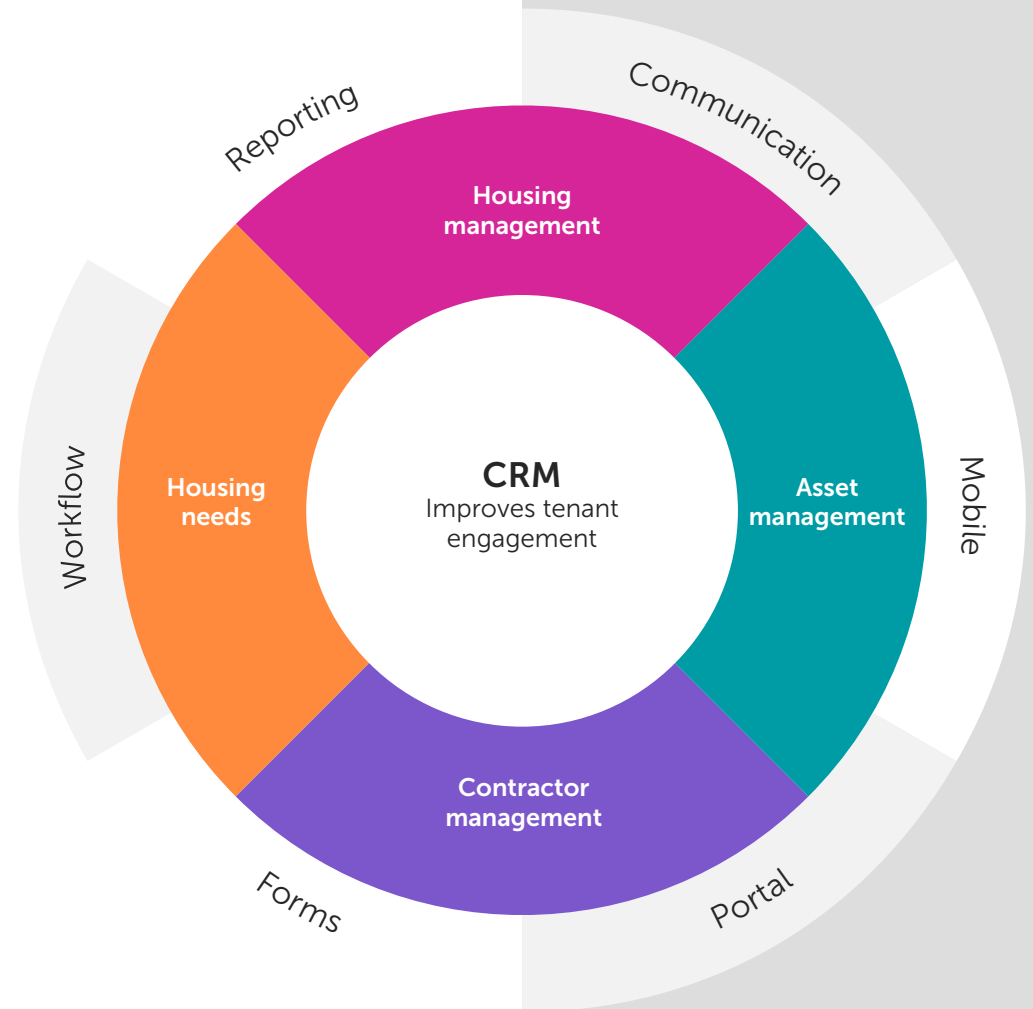 Reporting
Communication
Housing
management
Workflow
Housing
needs
CRM
Improves tenant
engagement
Asset
management
Mobile
Contractor
management
Forms
Portal